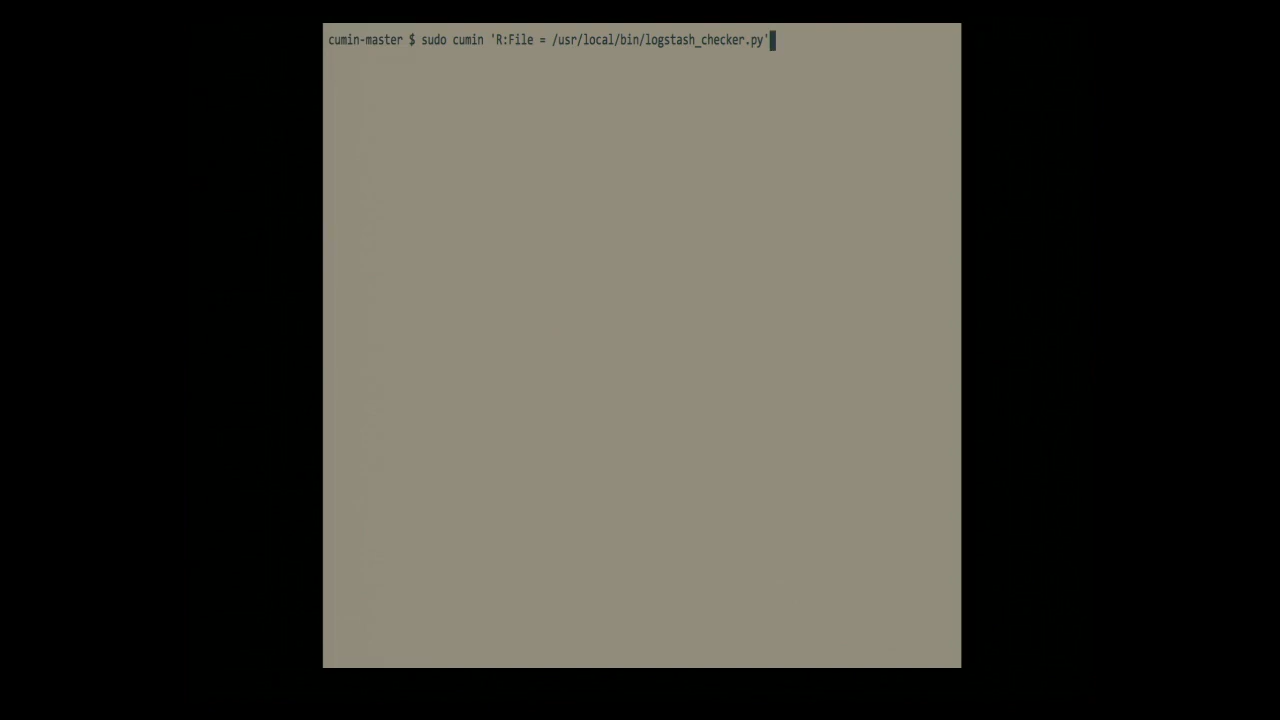 cumin-master $ sudo cumin 'R:File = /usr/local/bin/logstash_checker.py'